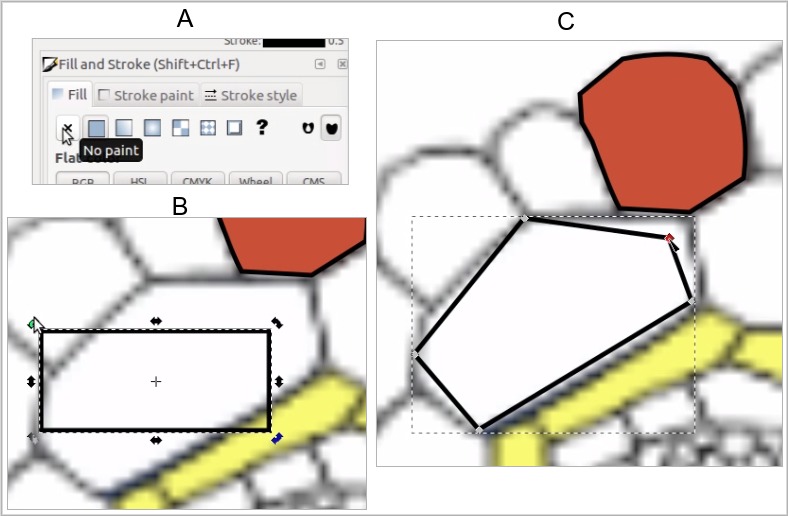 A
C
Stroke: 0.5
Fill and Stroke (Shift+Ctrl+F)
Fill Stroke paint Stroke style
?
No paint
Flat color
RGB HSL CMYK Wheel CMS
B